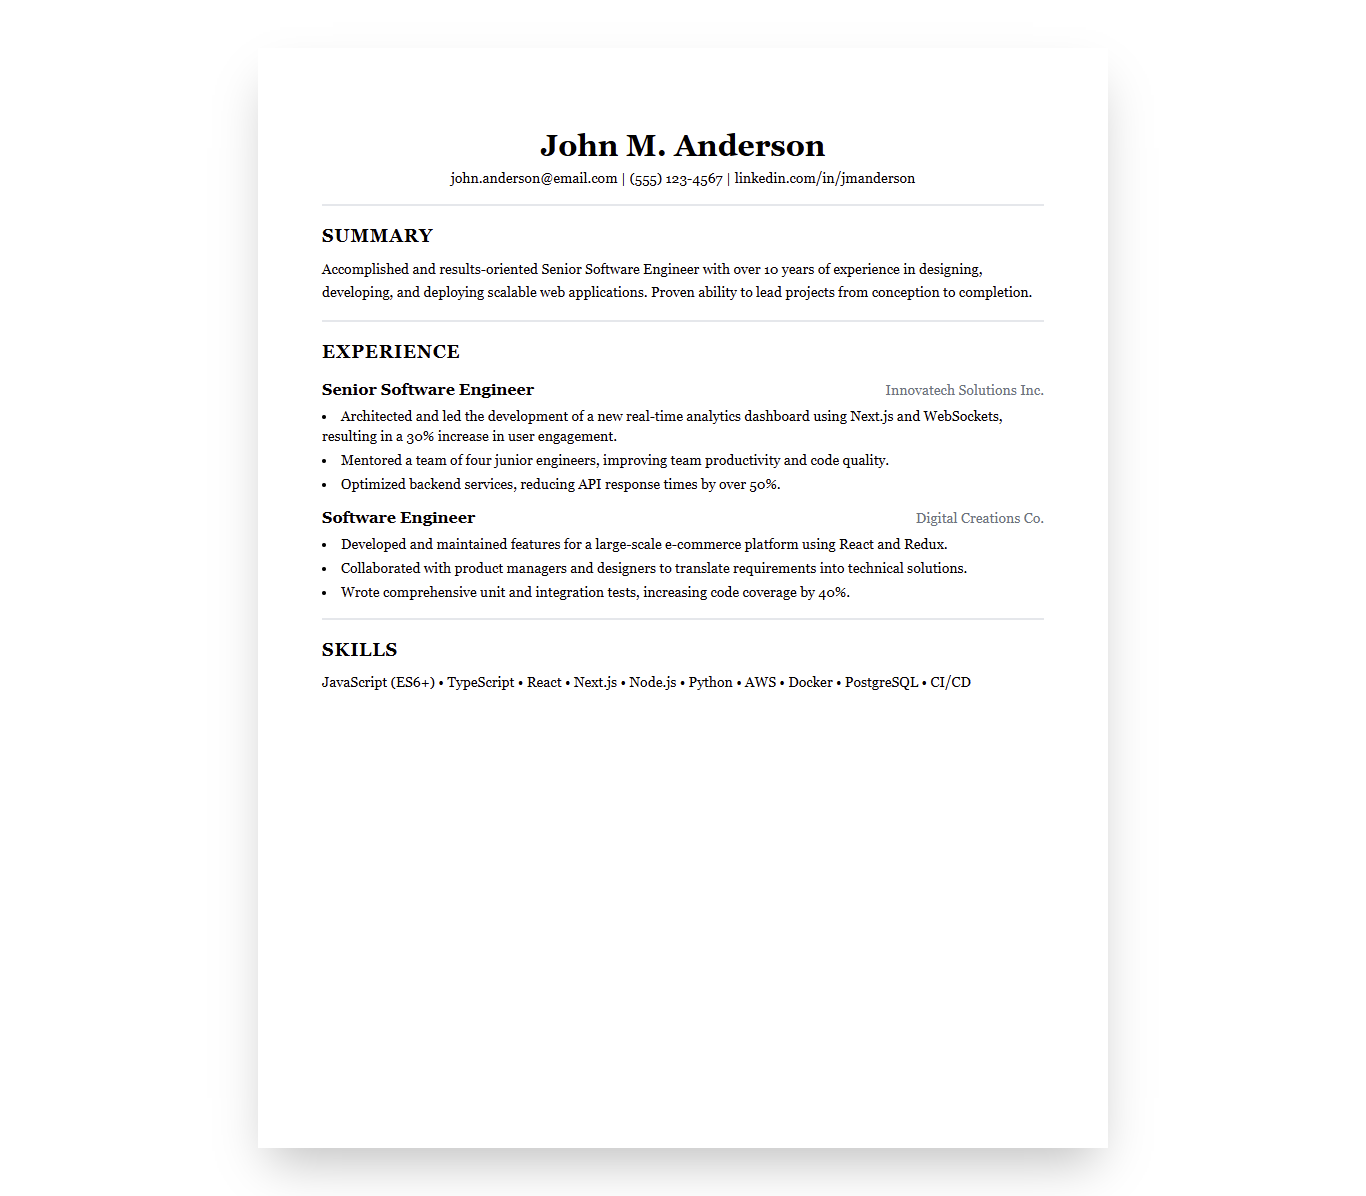 John M. Anderson
john.anderson@email.com | (555) 123-4567 | linkedin.com/in/jmanderson
SUMMARY
Accomplished and results-oriented Senior Software Engineer with over 10 years of experience in designing,
developing, and deploying scalable web applications. Proven ability to lead projects from conception to completion.
EXPERIENCE
Senior Software Engineer Innovatech Solutions Inc.
• Architected and led the development of a new real-time analytics dashboard using Next.js and WebSockets,
resulting in a 30% increase in user engagement.
• Mentored a team of four junior engineers, improving team productivity and code quality.
• Optimized backend services, reducing API response times by over 50%.
Software Engineer Digital Creations Co.
• Developed and maintained features for a large-scale e-commerce platform using React and Redux.
• Collaborated with product managers and designers to translate requirements into technical solutions.
• Wrote comprehensive unit and integration tests, increasing code coverage by 40%.
SKILLS
JavaScript (ES6+) • TypeScript • React • Next.js • Node.js • Python • AWS • Docker • PostgreSQL • CI/CD